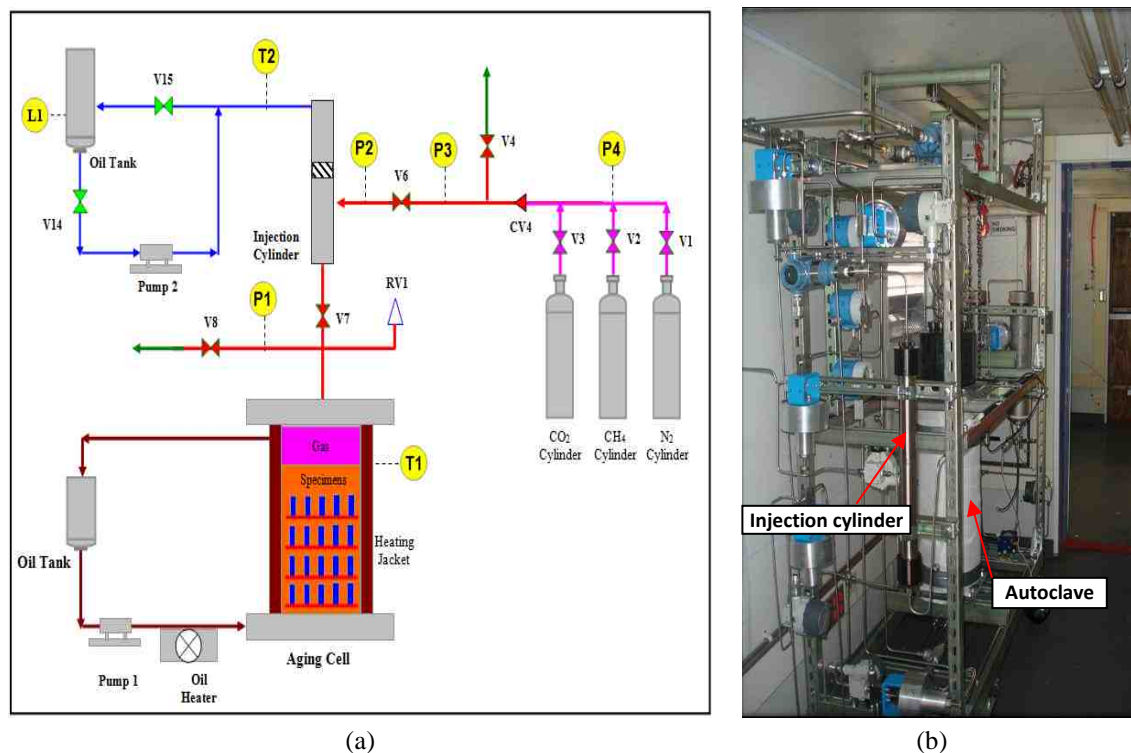 T2
V15
L1
Oil Tank
V14
Pump 2
Injection
Cylinder
P2
V6
P3
V4
P4
CV4
V3
V2
V1
CO2
Cylinder
CH4
Cylinder
N2
Cylinder
P1
V8
V7
RV1
Gas
Specimens
T1
Heating
Jacket
Oil Tank
Pump 1
Oil
Heater
Aging Cell
(a)
NO
SMOKING
Injection cylinder
Autoclave
(b)